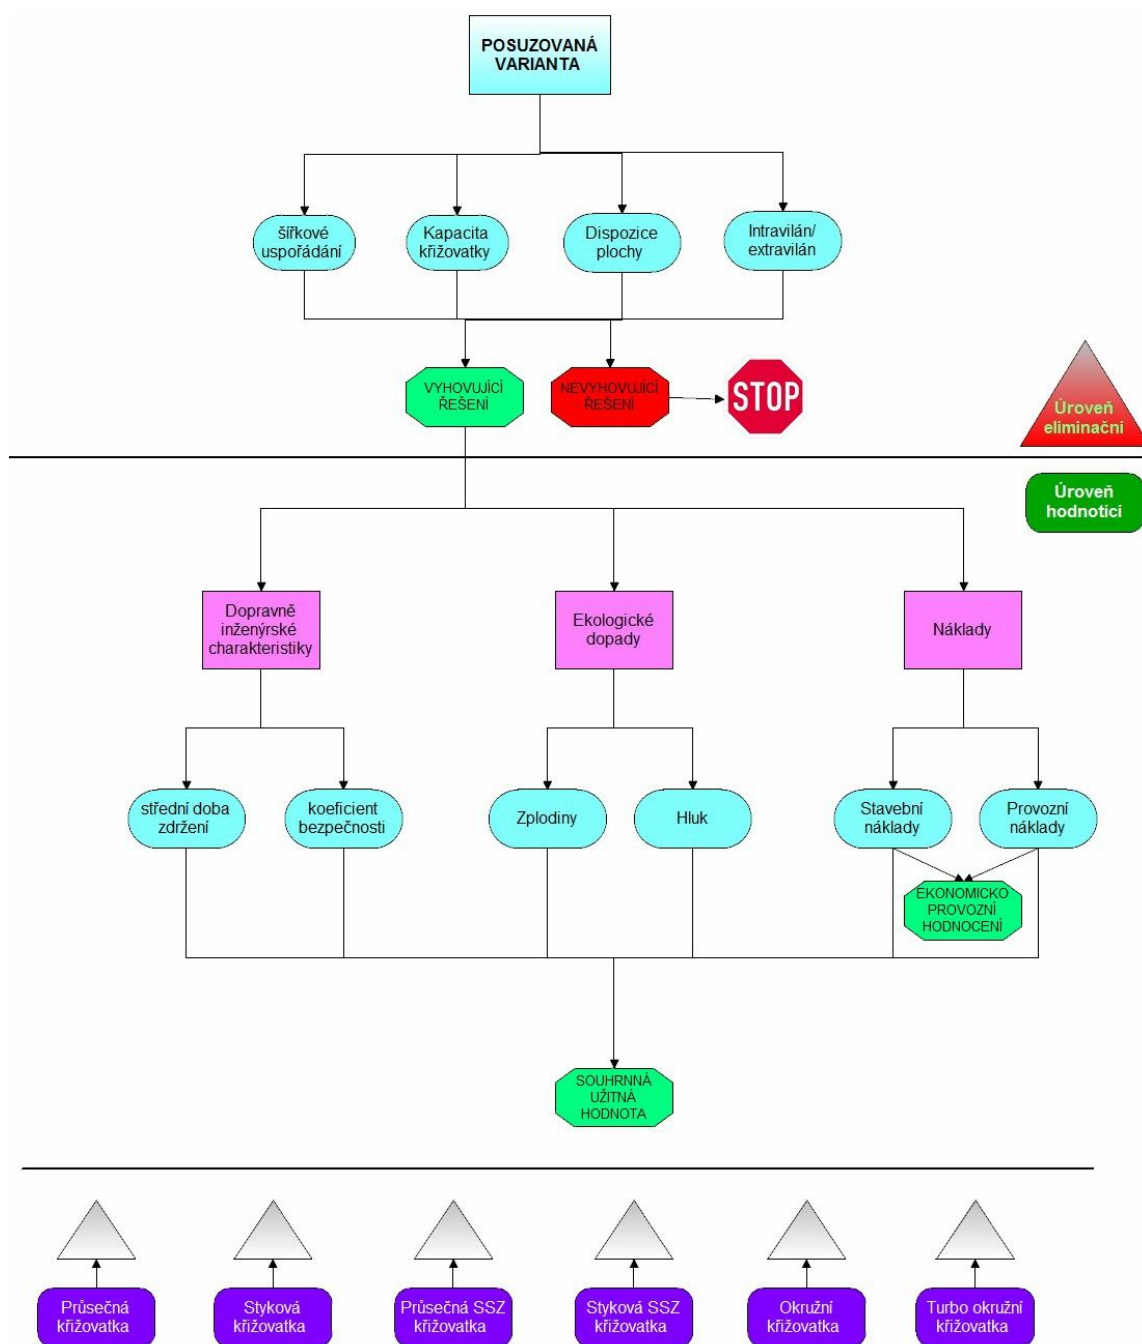 POSUZOVANÁ
VARIANTA
šířkové
uspořádání
Kapacita
křižovatky
Dispozice
plochy
Intravilán/
extravilán
VYHOVUJÍCÍ
ŘEŠENÍ
NEVYHOVUJÍCÍ
ŘEŠENÍ
STOP
Úroveň
eliminační
Úroveň
hodnotící
Dopravně
inženýrské
charakteristiky
Ekologické
dopady
Náklady
střední doba
zdržení
koeficient
bezpečnosti
Zplodiny
Hluk
Stavební
náklady
Provozní
náklady
EKONOMICKO
PROVOZNÍ
HODNOCENÍ
SOUHRNNÁ
UŽITNÁ
HODNOTA
Průsečná
křižovatka
Styková
křižovatka
Průsečná SSZ
křižovatka
Styková SSZ
křižovatka
Okružní
křižovatka
Turbo okružní
křižovatka